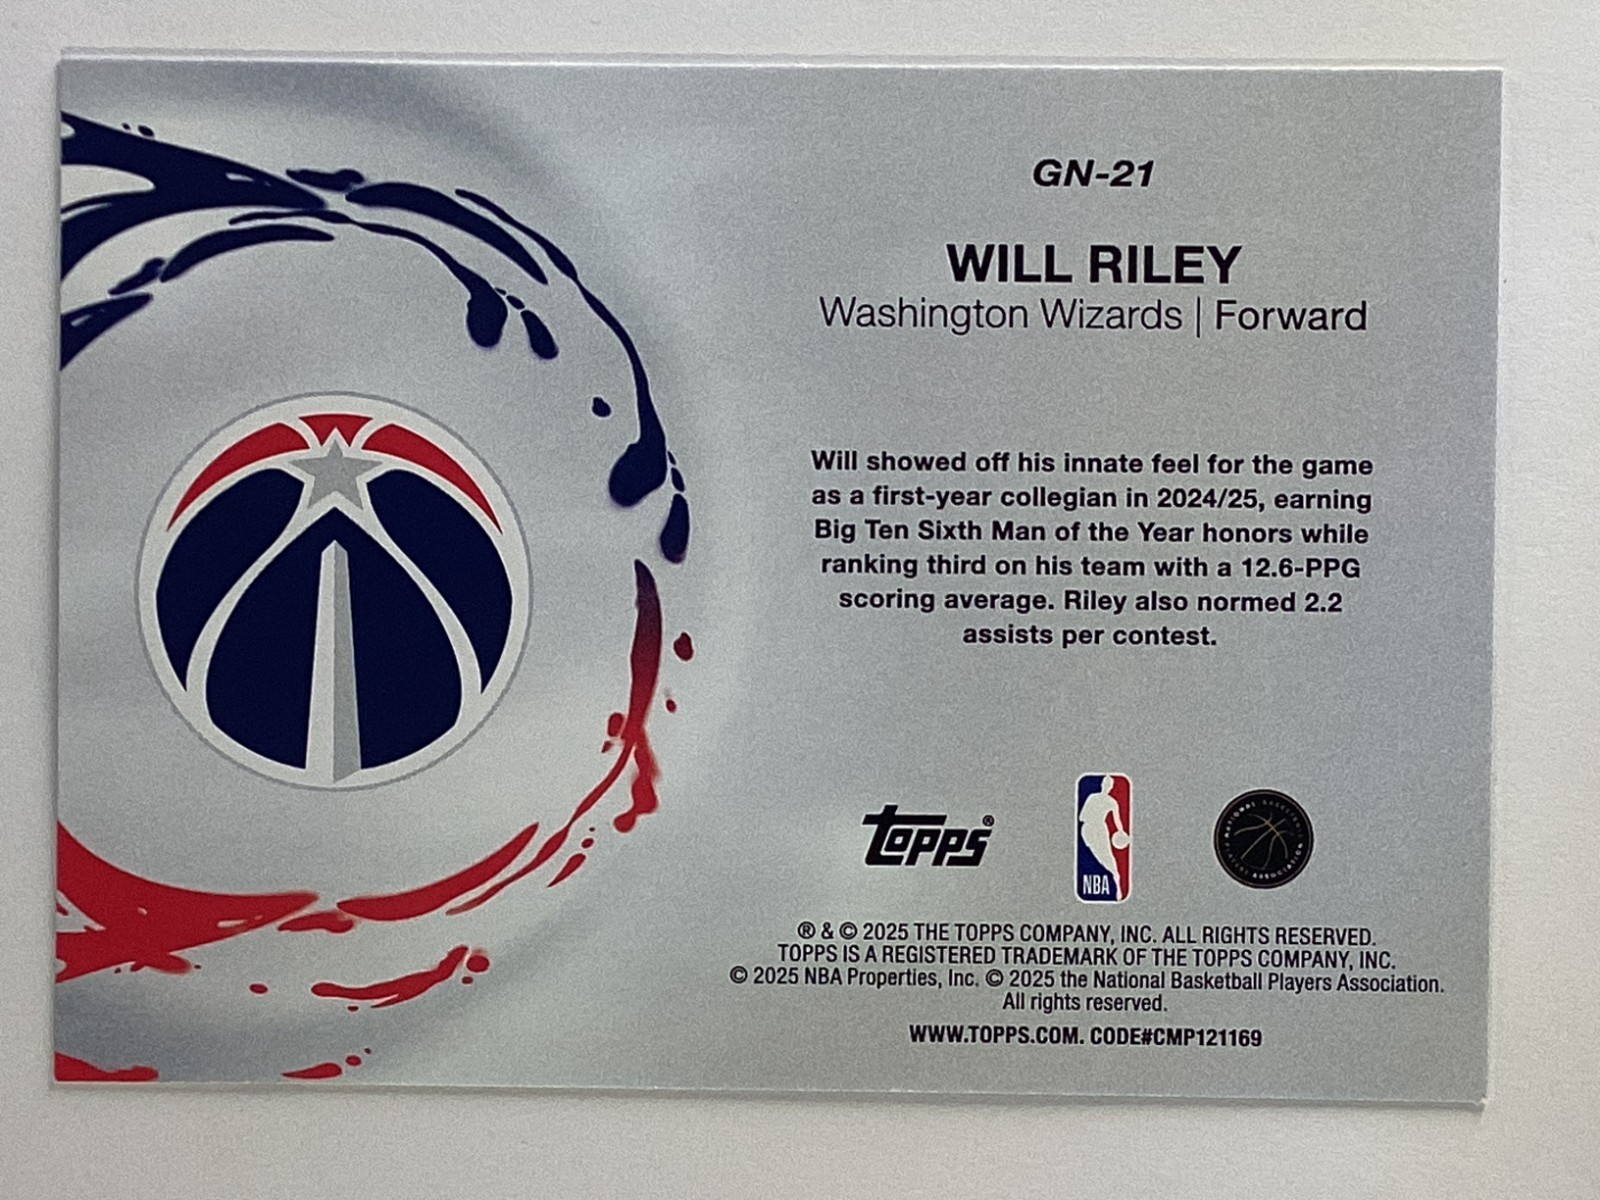 GN-21
WILL RILEY
Washington Wizards | Forward
Will showed off his innate feel for the game
as a first-year collegian in 2024/25, earning
Big Ten Sixth Man of the Year honors while
ranking third on his team with a 12.6-PPG
scoring average. Riley also normed 2.2
assists per contest.
topps®
NBA
NATIONAL BASKETBALL PLAYERS ASSOCIATION
® & © 2025 THE TOPPS COMPANY, INC. ALL RIGHTS RESERVED.
TOPPS IS A REGISTERED TRADEMARK OF THE TOPPS COMPANY, INC.
© 2025 NBA Properties, Inc. © 2025 the National Basketball Players Association.
All rights reserved.
WWW.TOPPS.COM. CODE#CMP121169